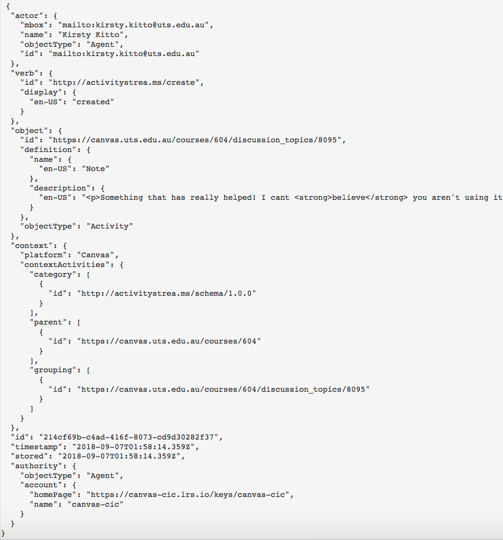 {
"actor": {
"mbox": "mailto:kirsty.kitto@uts.edu.au",
"name": "Kirsty Kitto",
"objectType": "Agent",
"id": "mailto:kirsty.kitto@uts.edu.au"
},
"verb": {
"id": "http://activitystrea.ms/create",
"display": {
"en-US": "created"
}
},
"object": {
"id": "https://canvas.uts.edu.au/courses/604/discussion_topics/8095",
"definition": {
"name": {
"en-US": "Note"
},
"description": {
"en-US": "<p>Something that has really helped! I cant <strong>believe</strong> you aren't using it
}
},
"objectType": "Activity"
},
"context": {
"platform": "Canvas",
"contextActivities": {
"category": [
{
"id": "http://activitystrea.ms/schema/1.0.0"
}
],
"parent": [
{
"id": "https://canvas.uts.edu.au/courses/604"
}
],
"grouping": [
{
"id": "https://canvas.uts.edu.au/courses/604/discussion_topics/8095"
}
]
}
},
"id": "214cf69b-c4ad-416f-8073-cd9d30282f37",
"timestamp": "2018-09-07T01:58:14.359Z",
"stored": "2018-09-07T01:58:14.359Z",
"authority": {
"objectType": "Agent",
"account": {
"homePage": "https://canvas-cic.lrs.io/keys/canvas-cic",
"name": "canvas-cic"
}
}
}